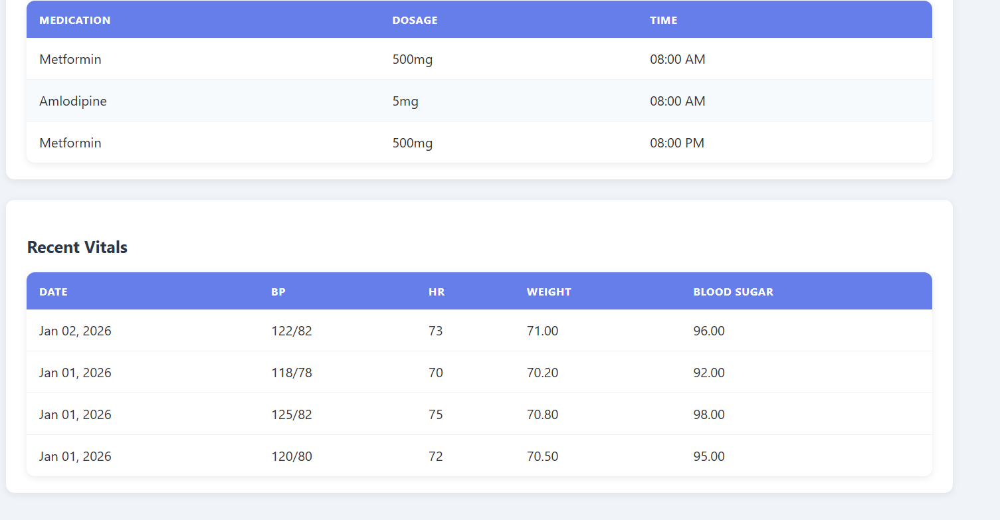 MEDICATION DOSAGE TIME
Metformin 500mg 08:00 AM
Amlodipine 5mg 08:00 AM
Metformin 500mg 08:00 PM
Recent Vitals
DATE BP HR WEIGHT BLOOD SUGAR
Jan 02, 2026 122/82 73 71.00 96.00
Jan 01, 2026 118/78 70 70.20 92.00
Jan 01, 2026 125/82 75 70.80 98.00
Jan 01, 2026 120/80 72 70.50 95.00